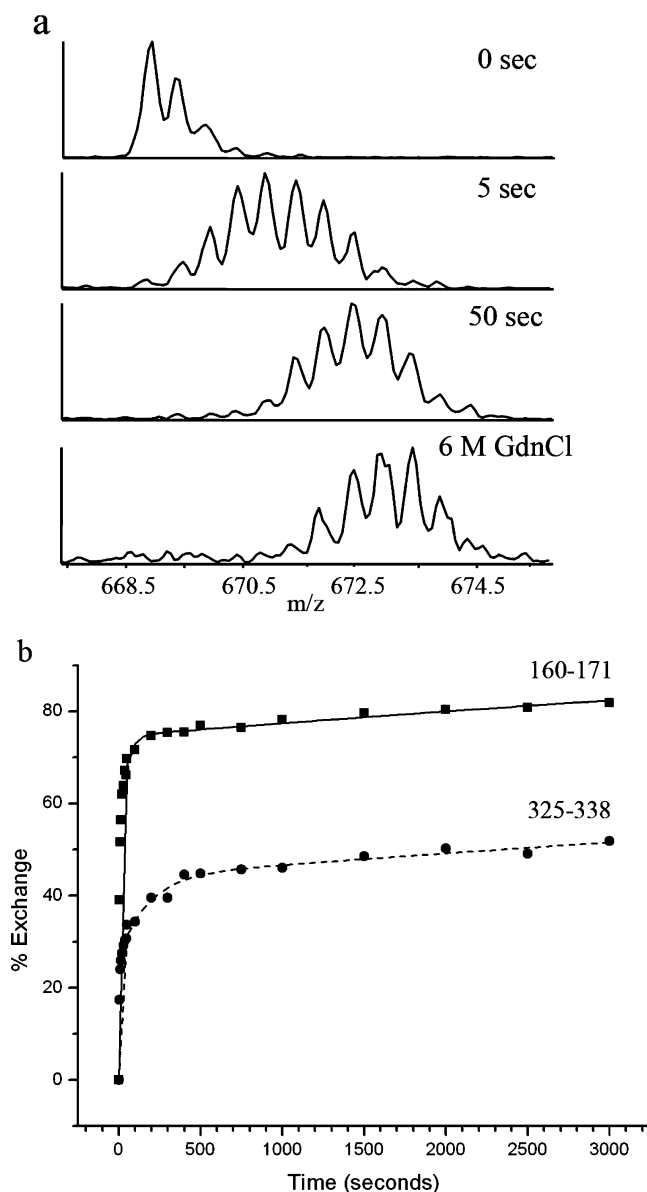 a
0 sec
5 sec
50 sec
6 M GdnCl
668.5 670.5 672.5 674.5
m/z
b
160-171
325-338
80
60
40
20
0
% Exchange
0 500 1000 1500 2000 2500 3000
Time (seconds)